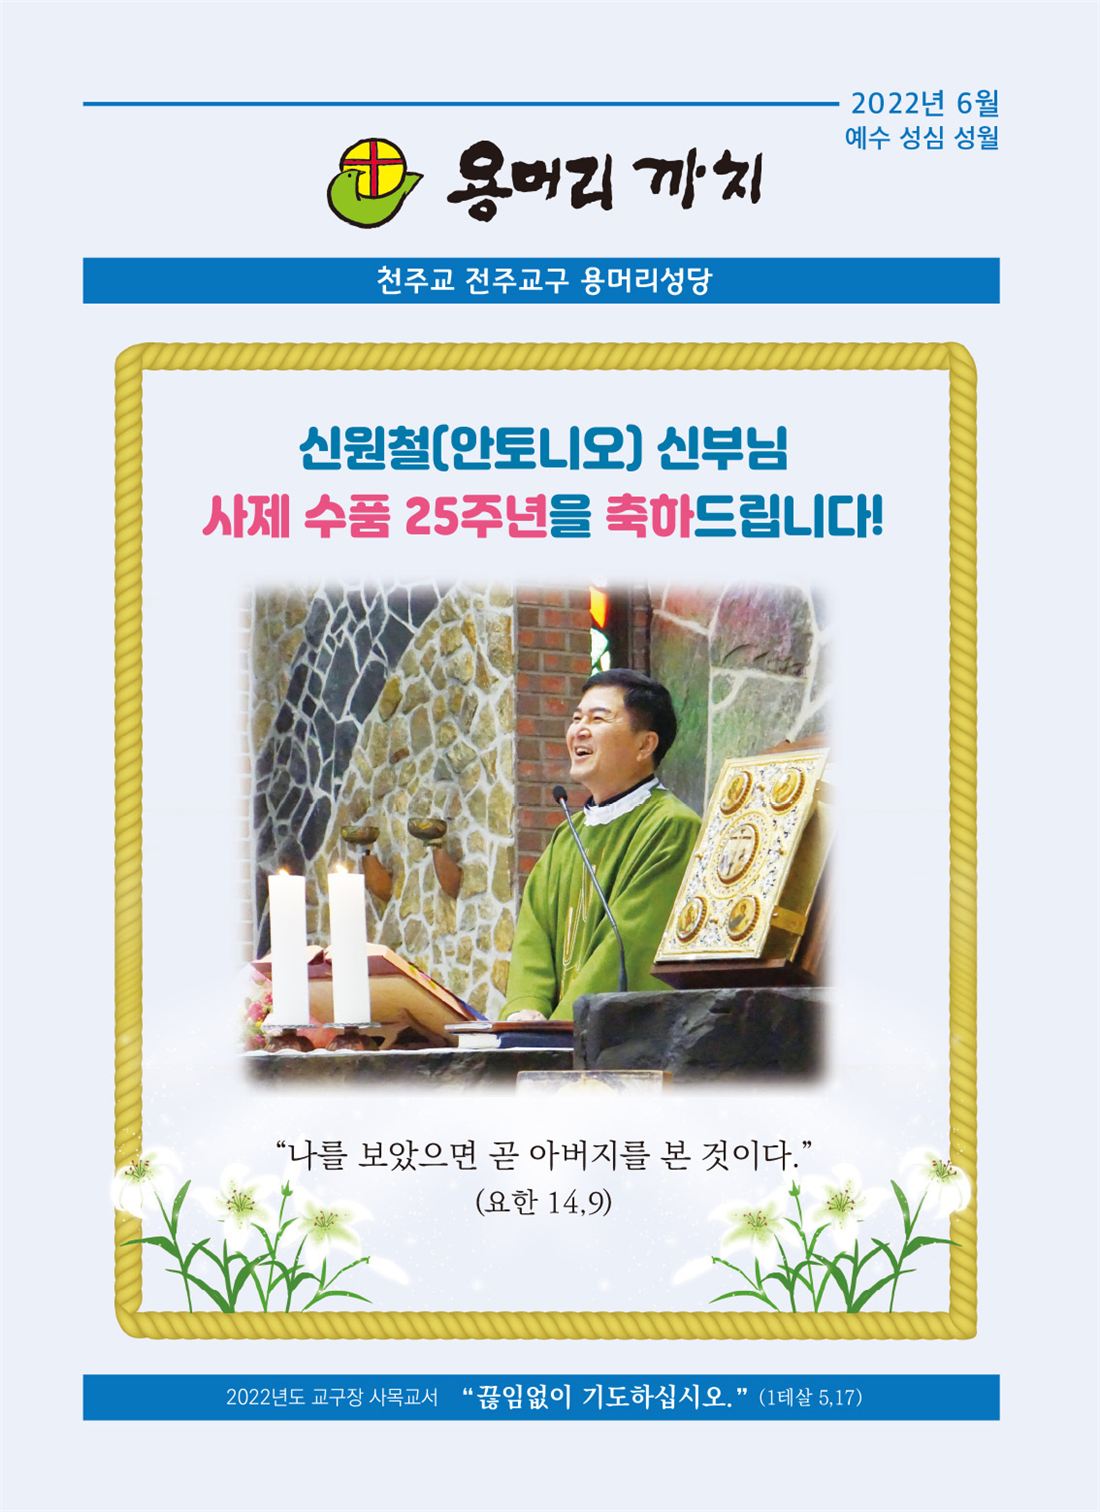 2022년 6월
예수 성심 성월
용머리 까치
천주교 전주교구 용머리성당
신원철(안토니오) 신부님
사제 수품 25주년을 축하드립니다!
“나를 보았으면 곧 아버지를 본 것이다.”
(요한 14,9)
2022년도 교구장 사목교서 “끊임없이 기도하십시오.” (1테살 5,17)